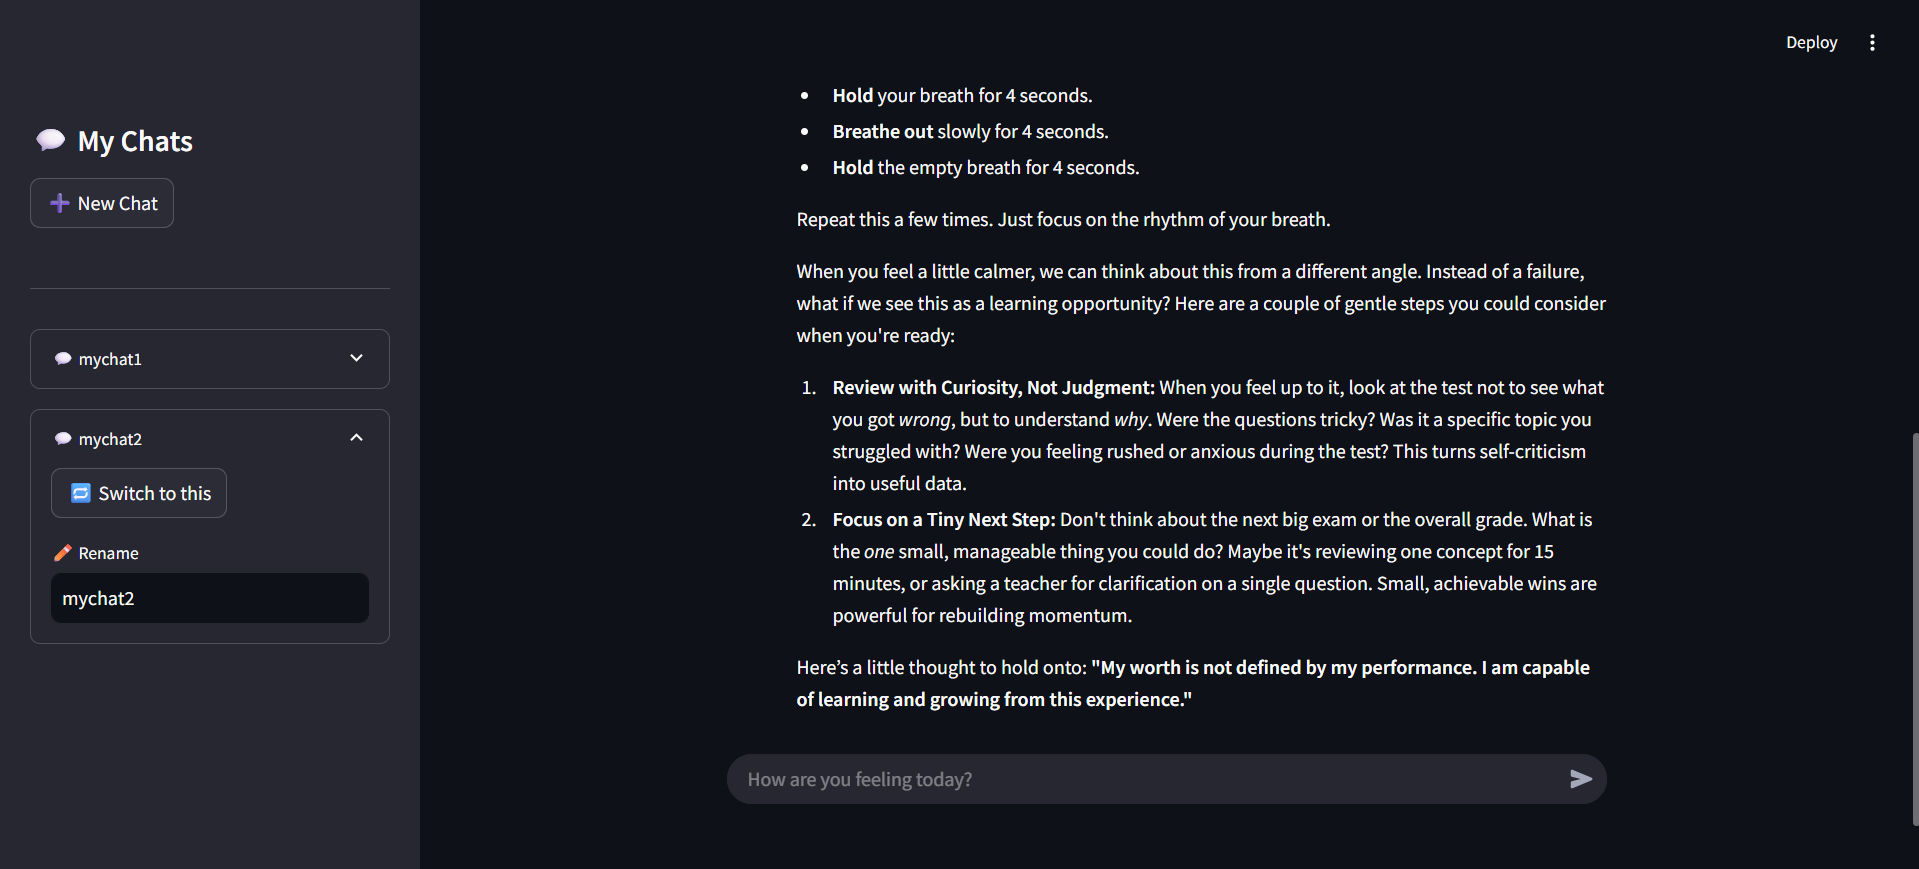 Deploy
My Chats
New Chat
mychat1
mychat2
Switch to this
Rename
mychat2
Hold your breath for 4 seconds.
Breathe out slowly for 4 seconds.
Hold the empty breath for 4 seconds.
Repeat this a few times. Just focus on the rhythm of your breath.
When you feel a little calmer, we can think about this from a different angle. Instead of a failure,
what if we see this as a learning opportunity? Here are a couple of gentle steps you could consider
when you're ready:
1. Review with Curiosity, Not Judgment: When you feel up to it, look at the test not to see what
you got wrong, but to understand why. Were the questions tricky? Was it a specific topic you
struggled with? Were you feeling rushed or anxious during the test? This turns self-criticism
into useful data.
2. Focus on a Tiny Next Step: Don't think about the next big exam or the overall grade. What is
the one small, manageable thing you could do? Maybe it's reviewing one concept for 15
minutes, or asking a teacher for clarification on a single question. Small, achievable wins are
powerful for rebuilding momentum.
Here’s a little thought to hold onto: "My worth is not defined by my performance. I am capable
of learning and growing from this experience."
How are you feeling today?